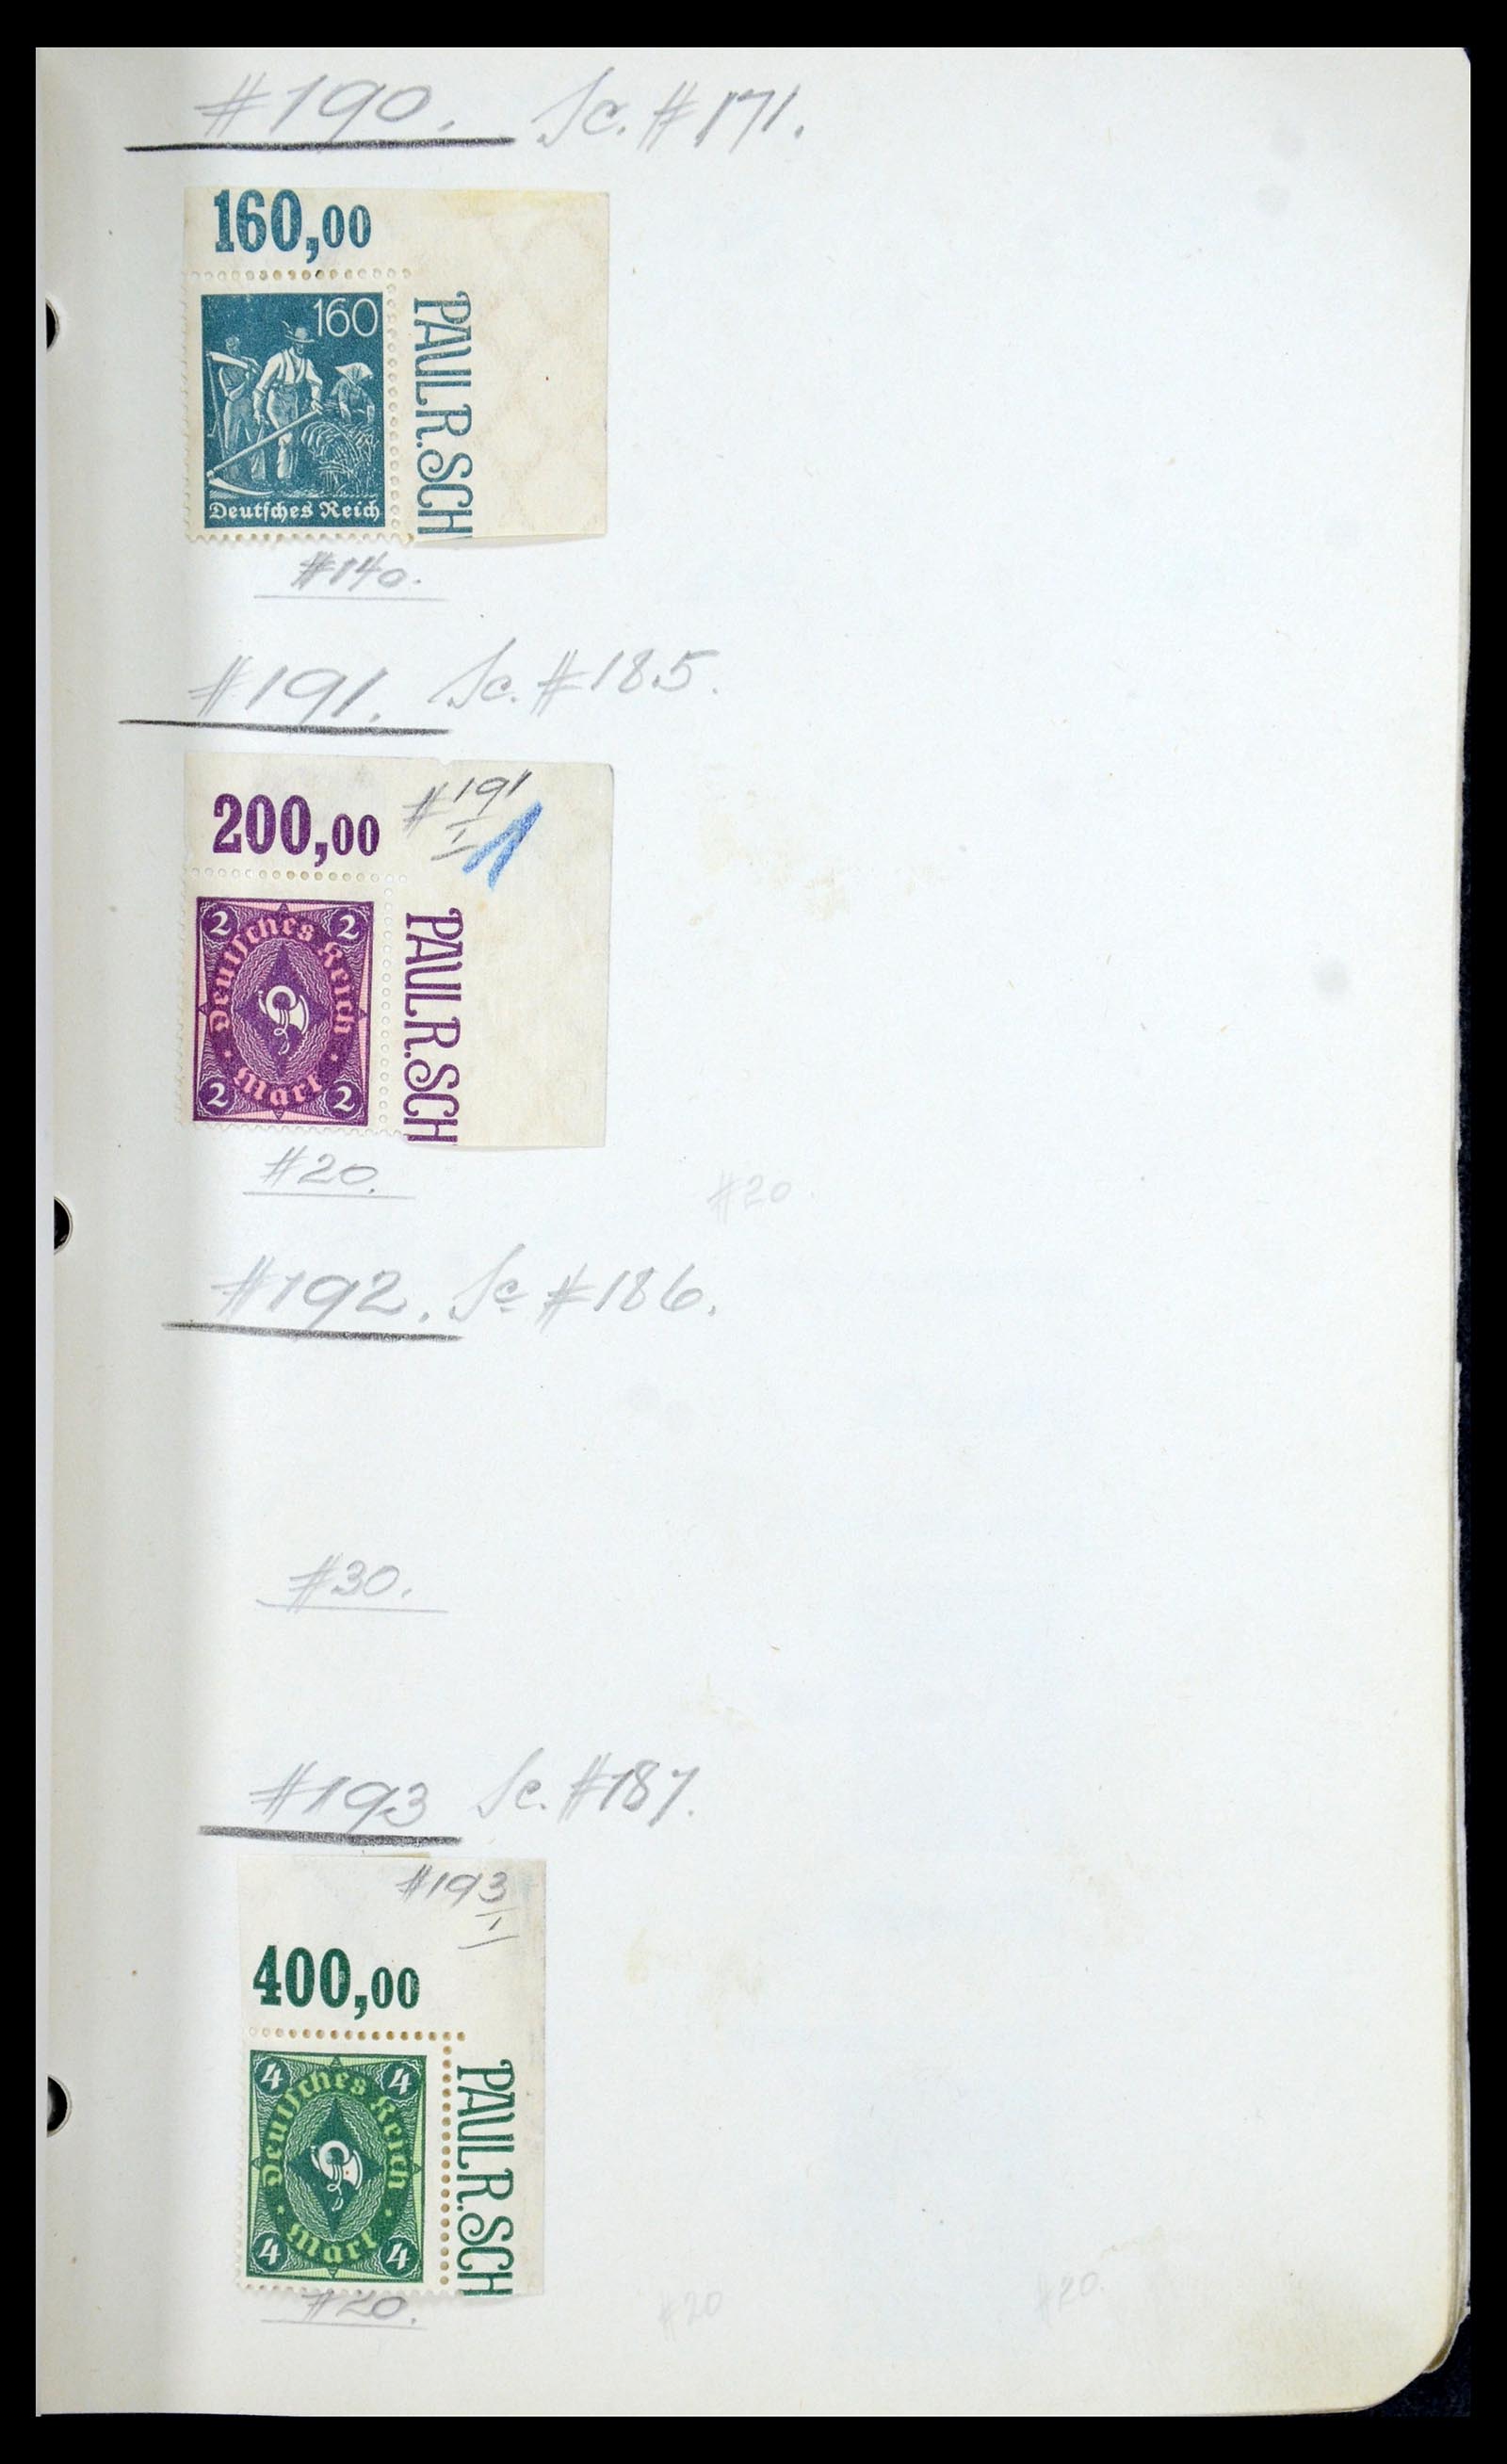 #190. Sc. #171.
160,00
160
PAUL R. SCH
Deutsches Reich
#140.
#191. Sc. #185.
#191
I
1
200,00
2 2
Deutsches Reich
PAUL R. SCH
· Mark ·
2 2
#20.
#20
#192. Sc #186.
#30.
#193 Sc. #187.
#193
I
400,00
4 4
Deutsches Reich
PAUL R. SCH
· Mark ·
4 4
#20.
#20
#20.